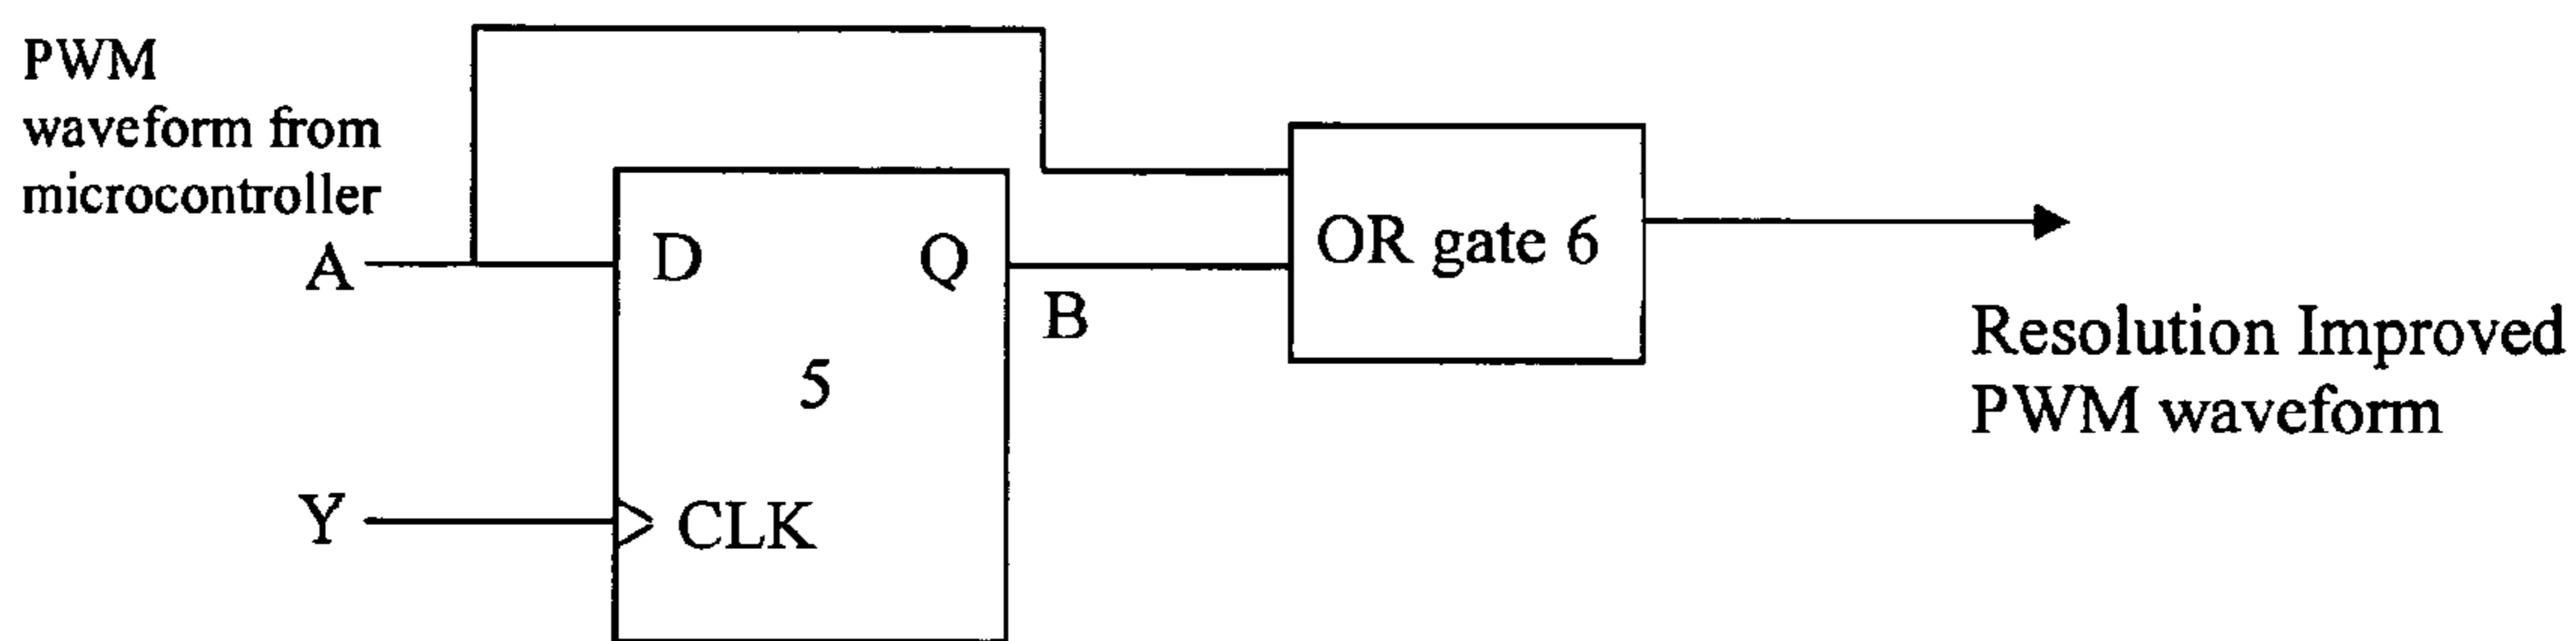 PWM
waveform from
microcontroller
A
D
Q
B
5
Y
CLK
OR gate 6
Resolution Improved
PWM waveform